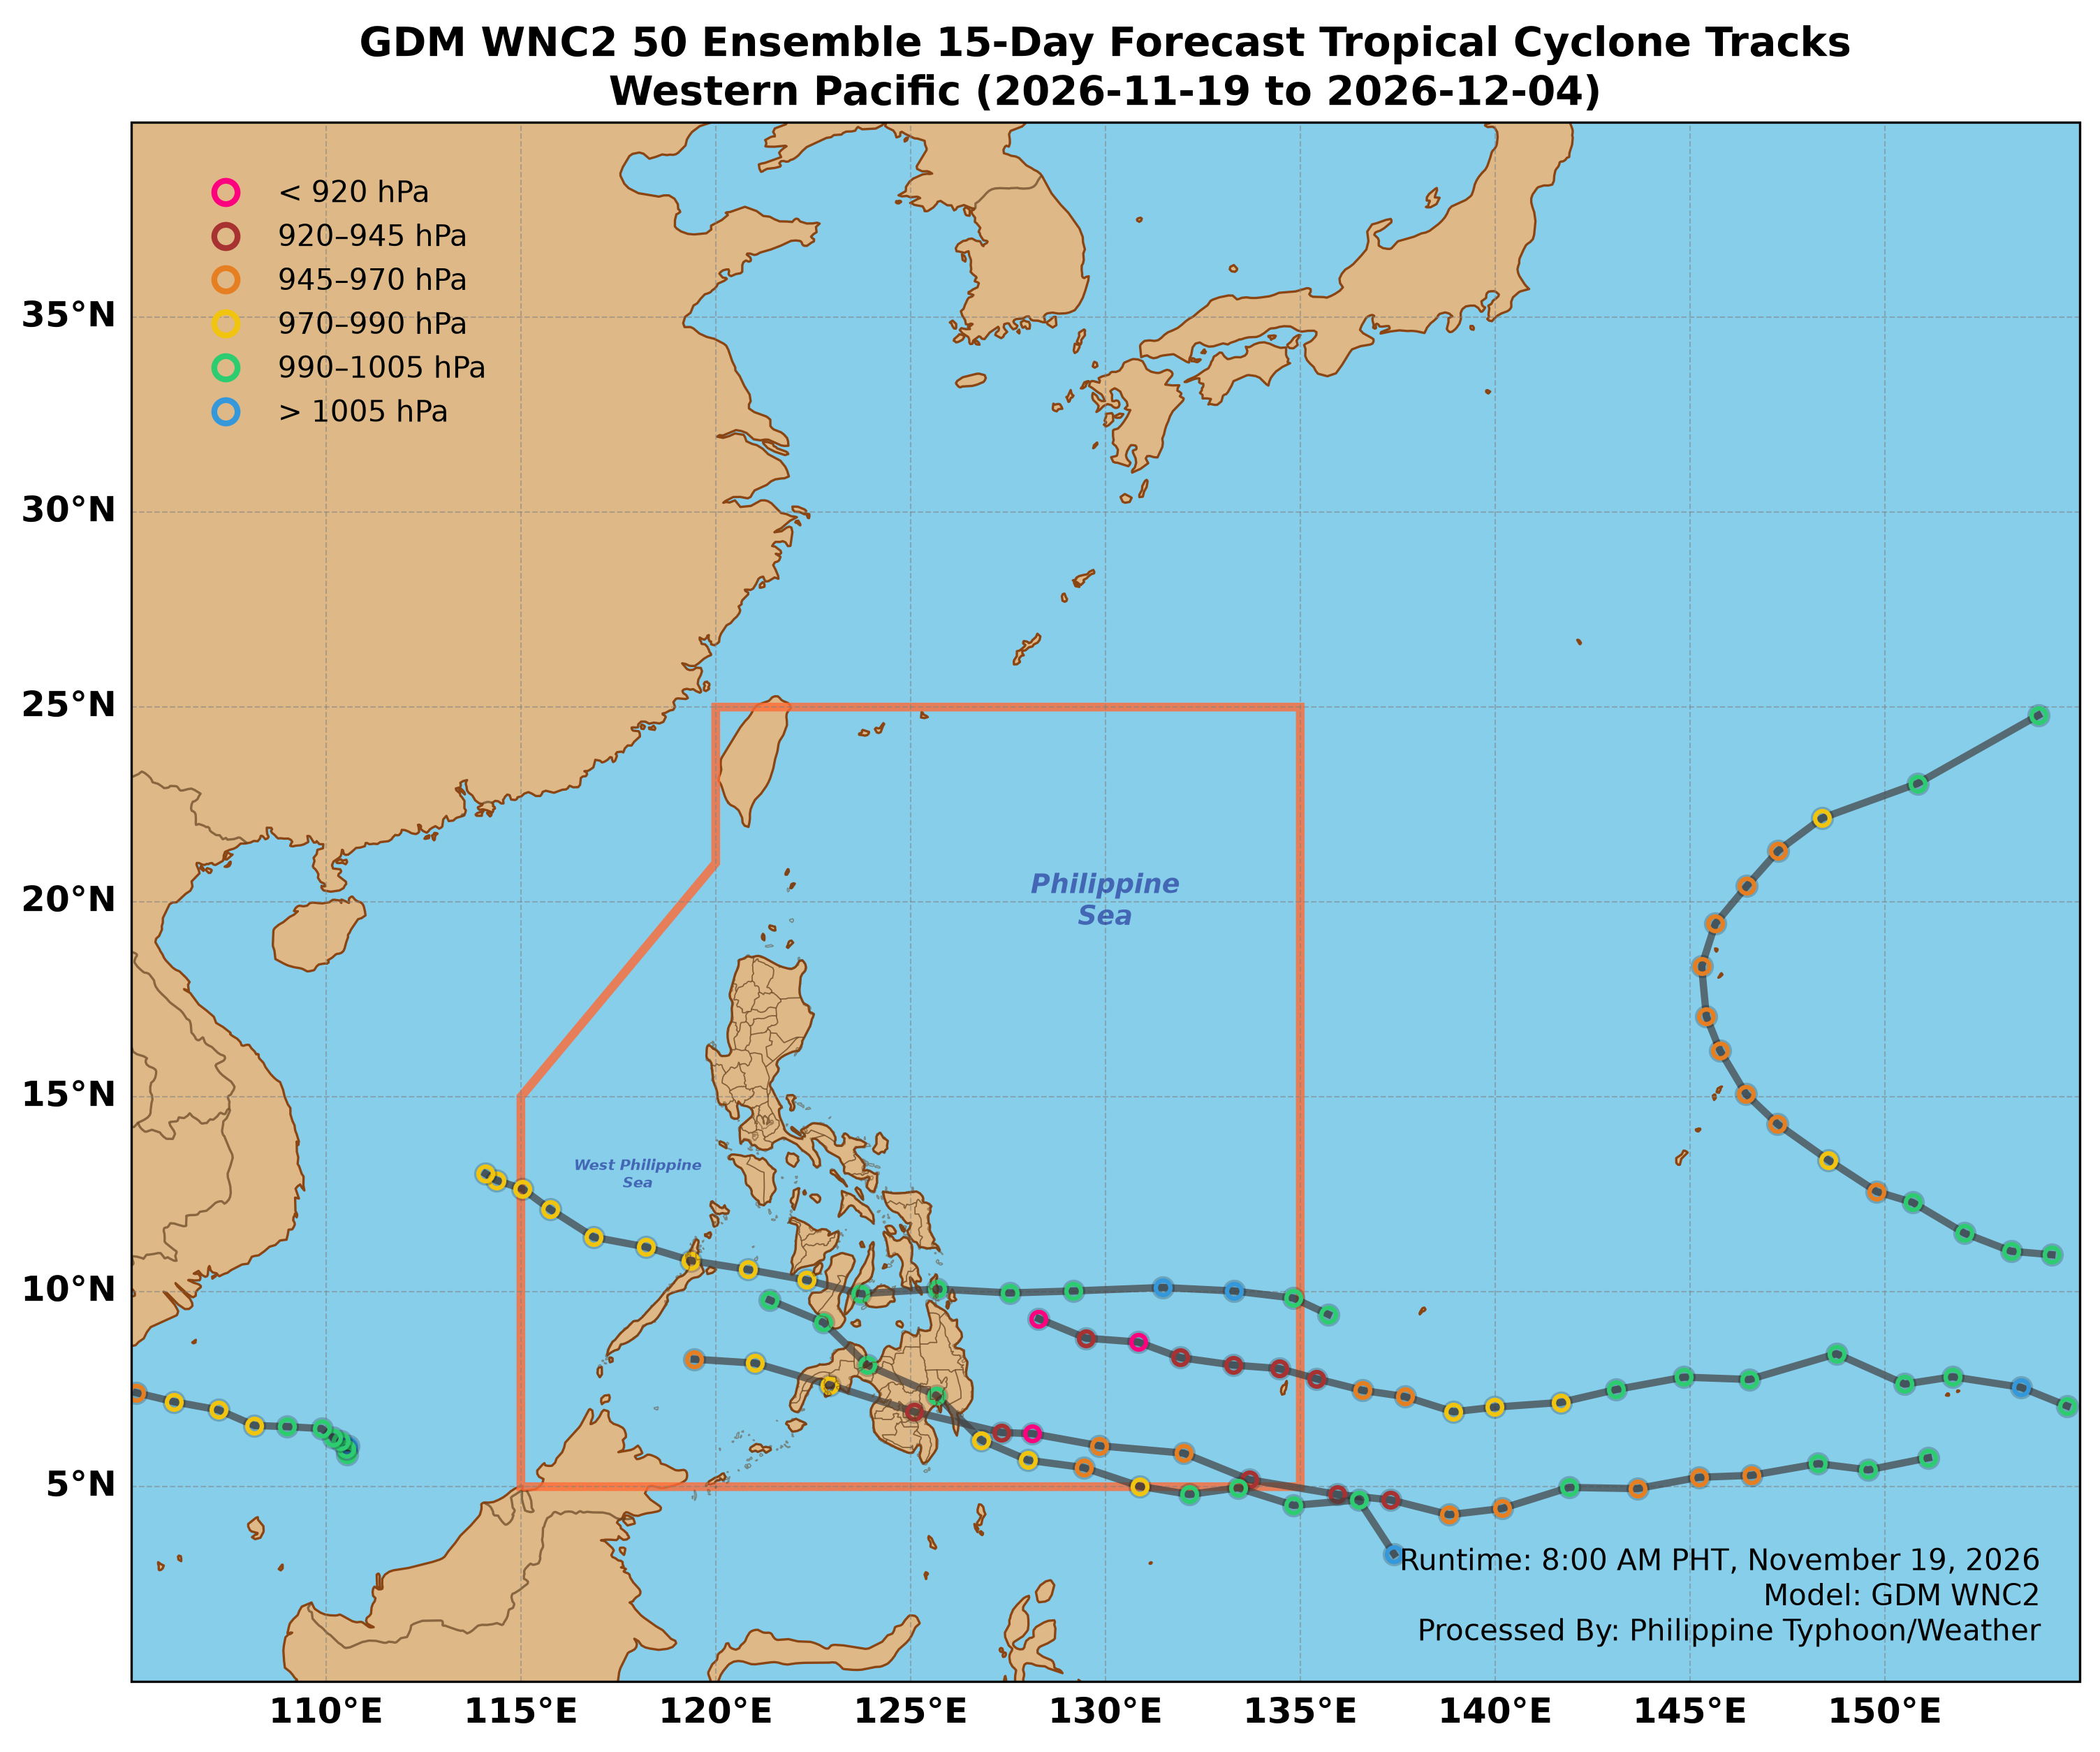 GDM WNC2 50 Ensemble 15-Day Forecast Tropical Cyclone Tracks
Western Pacific (2026-11-19 to 2026-12-04)
< 920 hPa
920–945 hPa
945–970 hPa
970–990 hPa
990–1005 hPa
> 1005 hPa
35°N
30°N
25°N
20°N
15°N
10°N
5°N
Philippine
Sea
West Philippine
Sea
Runtime: 8:00 AM PHT, November 19, 2026
Model: GDM WNC2
Processed By: Philippine Typhoon/Weather
110°E 115°E 120°E 125°E 130°E 135°E 140°E 145°E 150°E